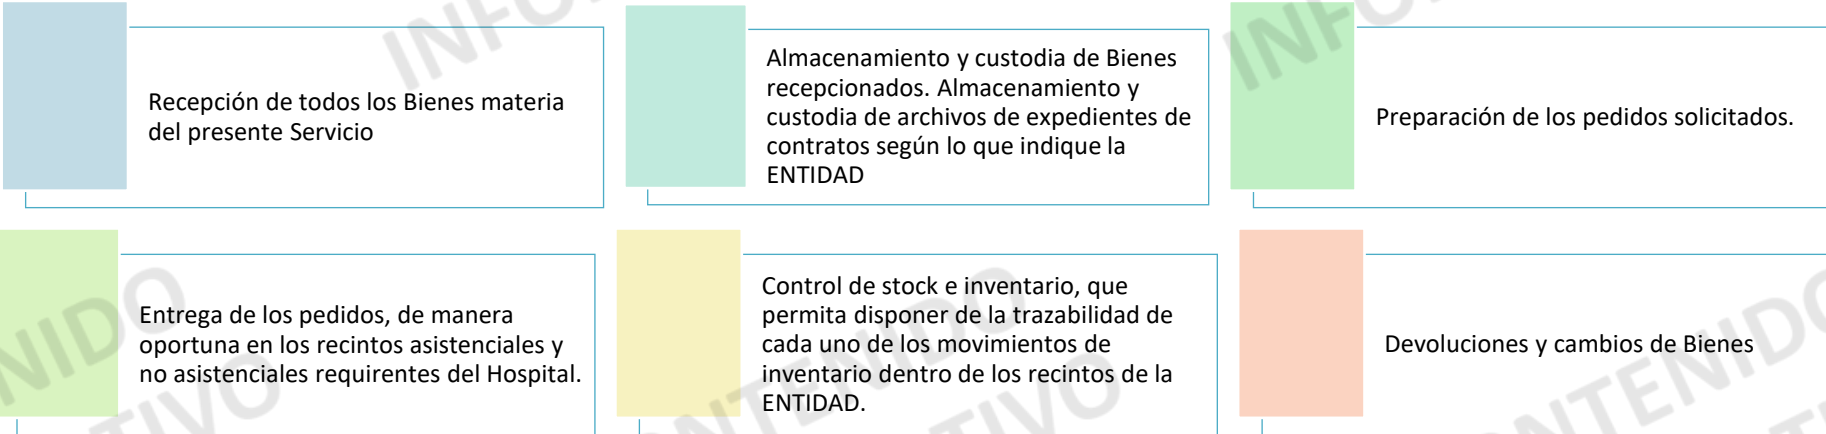 Recepción de todos los Bienes materia
del presente Servicio
Almacenamiento y custodia de Bienes
recepcionados. Almacenamiento y
custodia de archivos de expedientes de
contratos según lo que indique la
ENTIDAD
Preparación de los pedidos solicitados.
Entrega de los pedidos, de manera
oportuna en los recintos asistenciales y
no asistenciales requirentes del Hospital.
Control de stock e inventario, que
permita disponer de la trazabilidad de
cada uno de los movimientos de
inventario dentro de los recintos de la
ENTIDAD.
Devoluciones y cambios de Bienes